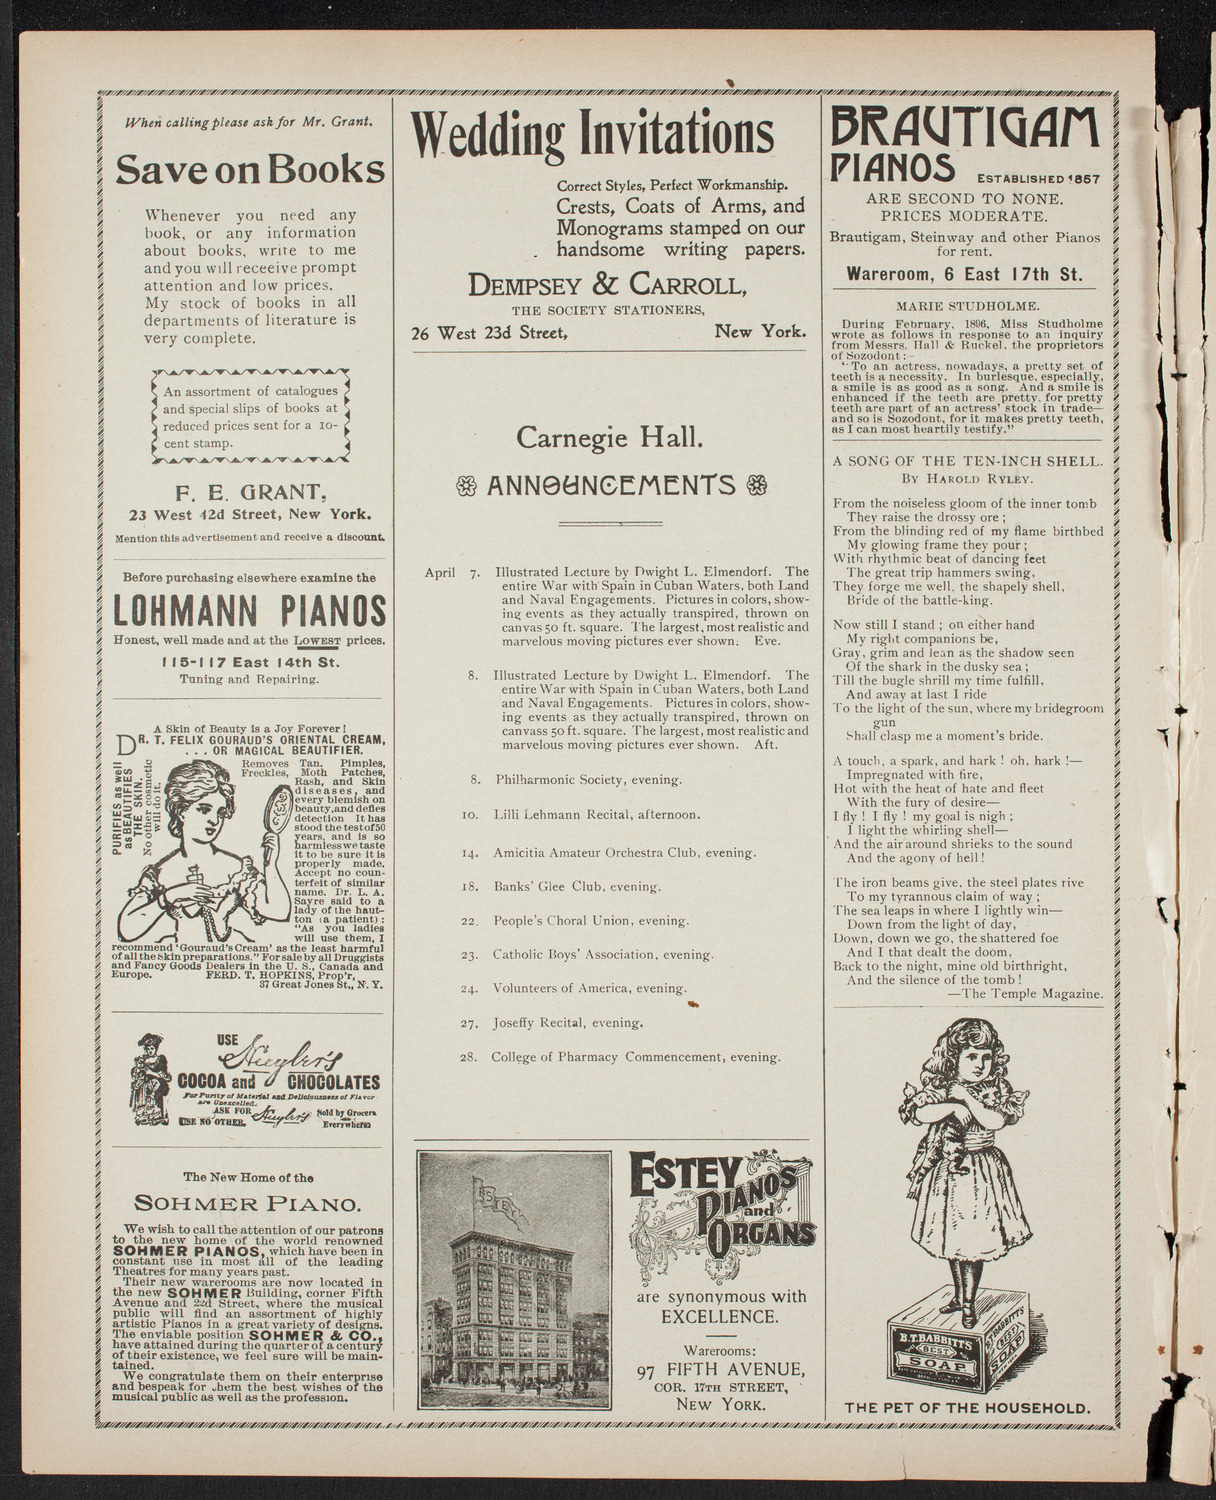 When calling please ask for Mr. Grant.
Save on Books
Whenever you need any
book, or any information
about books, write to me
and you will receeive prompt
attention and low prices.
My stock of books in all
departments of literature is
very complete.
An assortment of catalogues
and special slips of books at
reduced prices sent for a 10-
cent stamp.
F. E. GRANT,
23 West 42d Street, New York.
Mention this advertisement and receive a discount.
Before purchasing elsewhere examine the
LOHMANN PIANOS
Honest, well made and at the LOWEST prices.
115-117 East 14th St.
Tuning and Repairing.
A Skin of Beauty is a Joy Forever!
DR. T. FELIX GOURAUD'S ORIENTAL CREAM,
. . . OR MAGICAL BEAUTIFIER.
PURIFIES as well
as BEAUTIFIES
THE SKIN.
No other cosmetic
will do it.
Removes Tan, Pimples,
Freckles, Moth Patches,
Rash, and Skin
diseases, and
every blemish on
beauty, and defies
detection It has
stood the test of 50
years, and is so
harmless we taste
it to be sure it is
properly made.
Accept no coun-
terfeit of similar
name. Dr. L. A.
Sayre said to a
lady of the haut-
ton (a patient):
"As you ladies
will use them, I
recommend 'Gouraud's Cream' as the least harmful
of all the Skin preparations." For sale by all Druggists
and Fancy Goods Dealers in the U. S., Canada and
Europe. FERD. T. HOPKINS, Prop'r,
37 Great Jones St., N. Y.
USE
Huyler's
COCOA and CHOCOLATES
For Purity of Material and Deliciousness of Flavor
are Unexcelled.
ASK FOR Huyler's Sold by Grocers
USE NO OTHER. Everywhere
The New Home of the
SOHMER PIANO.
We wish to call the attention of our patrons
to the new home of the world renowned
SOHMER PIANOS, which have been in
constant use in most all of the leading
Theatres for many years past.
Their new warerooms are now located in
the new SOHMER Building, corner Fifth
Avenue and 22d Street, where the musical
public will find an assortment of highly
artistic Pianos in a great variety of designs.
The enviable position SOHMER & CO.,
have attained during the quarter of a century
of their existence, we feel sure will be main-
tained.
We congratulate them on their enterprise
and bespeak for them the best wishes of the
musical public as well as the profession.
Wedding Invitations
Correct Styles, Perfect Workmanship.
Crests, Coats of Arms, and
Monograms stamped on our
handsome writing papers.
DEMPSEY & CARROLL,
THE SOCIETY STATIONERS,
26 West 23d Street, New York.
Carnegie Hall.
ANNOUNCEMENTS
April 7. Illustrated Lecture by Dwight L. Elmendorf. The
entire War with Spain in Cuban Waters, both Land
and Naval Engagements. Pictures in colors, show-
ing events as they actually transpired, thrown on
canvas 50 ft. square. The largest, most realistic and
marvelous moving pictures ever shown. Eve.
8. Illustrated Lecture by Dwight L. Elmendorf. The
entire War with Spain in Cuban Waters, both Land
and Naval Engagements. Pictures in colors, show-
ing events as they actually transpired, thrown on
canvass 50 ft. square. The largest, most realistic and
marvelous moving pictures ever shown. Aft.
8. Philharmonic Society, evening.
10. Lilli Lehmann Recital, afternoon.
14. Amicitia Amateur Orchestra Club, evening.
18. Banks' Glee Club, evening.
22. People's Choral Union, evening.
23. Catholic Boys' Association, evening.
24. Volunteers of America, evening.
27. Joseffy Recital, evening.
28. College of Pharmacy Commencement, evening.
ESTEY
ESTEY
PIANOS
and
ORGANS
are synonymous with
EXCELLENCE.
Warerooms:
97 FIFTH AVENUE,
COR. 17TH STREET,
NEW YORK.
BRAUTIGAM
PIANOS ESTABLISHED 1857
ARE SECOND TO NONE.
PRICES MODERATE.
Brautigam, Steinway and other Pianos
for rent.
Wareroom, 6 East 17th St.
MARIE STUDHOLME.
During February, 1896, Miss Studholme
wrote as follows in response to an inquiry
from Messrs. Hall & Ruckel, the proprietors
of Sozodont:-
"To an actress, nowadays, a pretty set of
teeth is a necessity. In burlesque, especially,
a smile is as good as a song. And a smile is
enhanced if the teeth are pretty, for pretty
teeth are part of an actress' stock in trade—
and so is Sozodont, for it makes pretty teeth,
as I can most heartily testify."
A SONG OF THE TEN-INCH SHELL.
BY HAROLD RYLEY.
From the noiseless gloom of the inner tomb
They raise the drossy ore;
From the blinding red of my flame birthbed
My glowing frame they pour;
With rhythmic beat of dancing feet
The great trip hammers swing,
They forge me well, the shapely shell,
Bride of the battle-king.
Now still I stand; on either hand
My right companions be,
Gray, grim and lean as the shadow seen
Of the shark in the dusky sea;
Till the bugle shrill my time fulfill,
And away at last I ride
To the light of the sun, where my bridegroom
gun
Shall clasp me a moment's bride.
A touch, a spark, and hark! oh, hark!—
Impregnated with fire,
Hot with the heat of hate and fleet
With the fury of desire—
I fly! I fly! my goal is nigh;
I light the whirling shell—
And the air around shrieks to the sound
And the agony of hell!
The iron beams give, the steel plates rive
To my tyrannous claim of way;
The sea leaps in where I lightly win—
Down from the light of day,
Down, down we go, the shattered foe
And I that dealt the doom,
Back to the night, mine old birthright,
And the silence of the tomb!
—The Temple Magazine.
B.T. BABBITT'S
BEST
SOAP
B.T. BABBITT'S
BEST
SOAP
THE PET OF THE HOUSEHOLD.